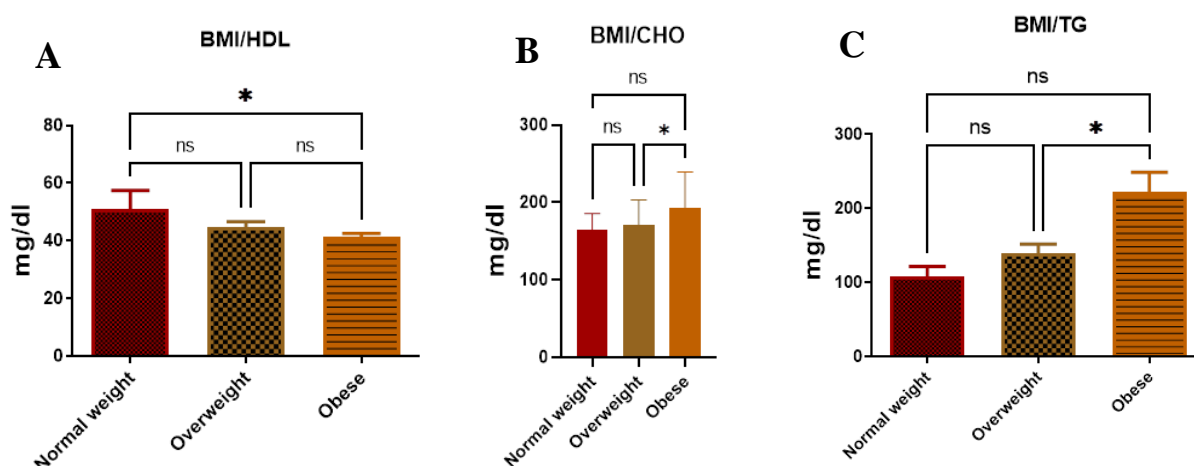 A
BMI/HDL
*
ns
ns
80
60
40
20
0
mg/dl
Normal weight
Overweight
Obese
B
BMI/CHO
ns
ns
*
300
200
100
0
mg/dl
Normal weight
Overweight
Obese
C
BMI/TG
ns
ns
*
300
200
100
0
mg/dl
Normal weight
Overweight
Obese